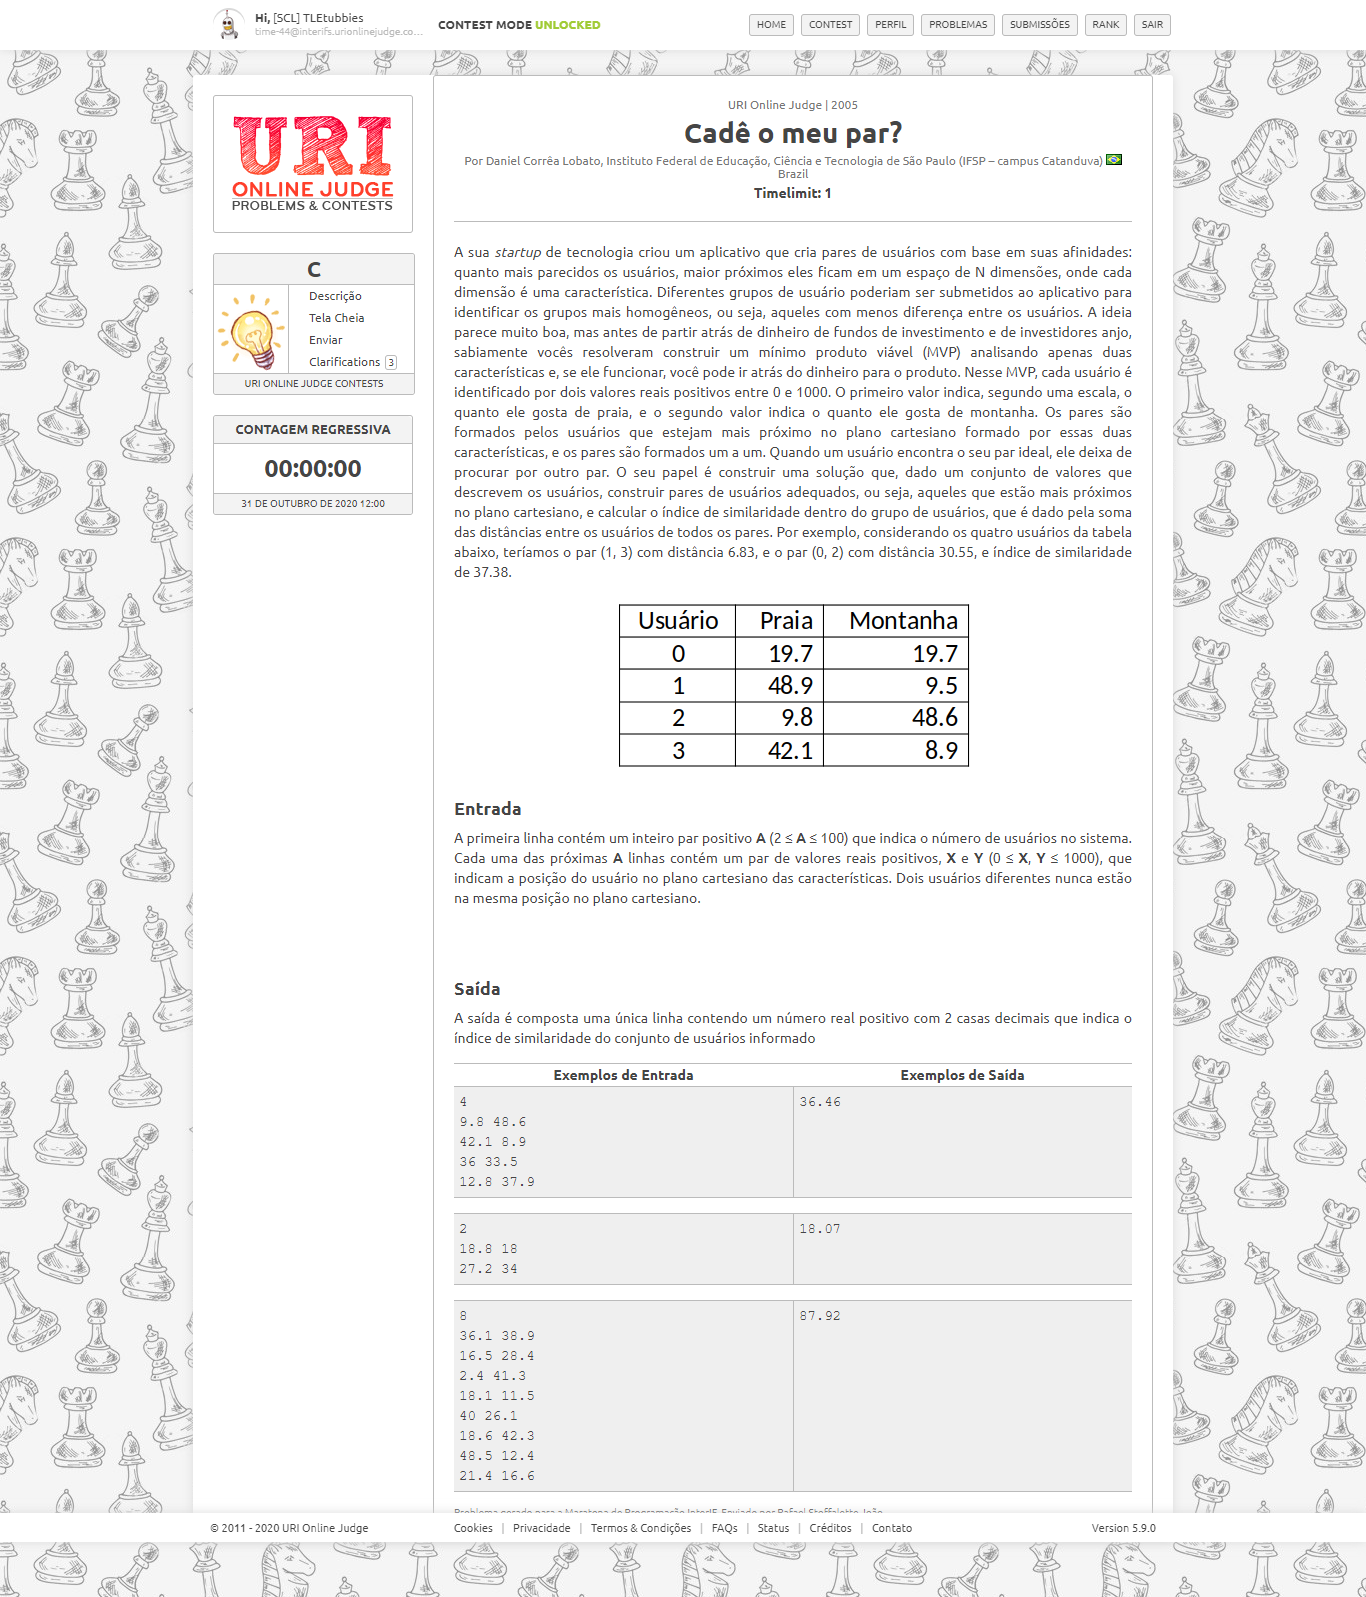 Hi, [SCL] TLEtubbies
time-44@interifs.urionlinejudge.co...
CONTEST MODE UNLOCKED
HOME
CONTEST
PERFIL
PROBLEMAS
SUBMISSÕES
RANK
SAIR
URI
ONLINE JUDGE
PROBLEMS & CONTESTS
C
Descrição
Tela Cheia
Enviar
Clarifications 3
URI ONLINE JUDGE CONTESTS
CONTAGEM REGRESSIVA
00:00:00
31 DE OUTUBRO DE 2020 12:00
URI Online Judge | 2005
Cadê o meu par?
Por Daniel Corrêa Lobato, Instituto Federal de Educação, Ciência e Tecnologia de São Paulo (IFSP – campus Catanduva)
Brazil
Timelimit: 1
A sua startup de tecnologia criou um aplicativo que cria pares de usuários com base em suas afinidades:
quanto mais parecidos os usuários, maior próximos eles ficam em um espaço de N dimensões, onde cada
dimensão é uma característica. Diferentes grupos de usuário poderiam ser submetidos ao aplicativo para
identificar os grupos mais homogêneos, ou seja, aqueles com menos diferença entre os usuários. A ideia
parece muito boa, mas antes de partir atrás de dinheiro de fundos de investimento e de investidores anjo,
sabiamente vocês resolveram construir um mínimo produto viável (MVP) analisando apenas duas
características e, se ele funcionar, você pode ir atrás do dinheiro para o produto. Nesse MVP, cada usuário é
identificado por dois valores reais positivos entre 0 e 1000. O primeiro valor indica, segundo uma escala, o
quanto ele gosta de praia, e o segundo valor indica o quanto ele gosta de montanha. Os pares são
formados pelos usuários que estejam mais próximo no plano cartesiano formado por essas duas
características, e os pares são formados um a um. Quando um usuário encontra o seu par ideal, ele deixa de
procurar por outro par. O seu papel é construir uma solução que, dado um conjunto de valores que
descrevem os usuários, construir pares de usuários adequados, ou seja, aqueles que estão mais próximos
no plano cartesiano, e calcular o índice de similaridade dentro do grupo de usuários, que é dado pela soma
das distâncias entre os usuários de todos os pares. Por exemplo, considerando os quatro usuários da tabela
abaixo, teríamos o par (1, 3) com distância 6.83, e o par (0, 2) com distância 30.55, e índice de similaridade
de 37.38.
Usuário Praia Montanha
0 19.7 19.7
1 48.9 9.5
2 9.8 48.6
3 42.1 8.9
Entrada
A primeira linha contém um inteiro par positivo A (2 ≤ A ≤ 100) que indica o número de usuários no sistema.
Cada uma das próximas A linhas contém um par de valores reais positivos, X e Y (0 ≤ X, Y ≤ 1000), que
indicam a posição do usuário no plano cartesiano das características. Dois usuários diferentes nunca estão
na mesma posição no plano cartesiano.
Saída
A saída é composta uma única linha contendo um número real positivo com 2 casas decimais que indica o
índice de similaridade do conjunto de usuários informado
Exemplos de Entrada Exemplos de Saída
4 36.46
9.8 48.6
42.1 8.9
36 33.5
12.8 37.9
2 18.07
18.8 18
27.2 34
8 87.92
36.1 38.9
16.5 28.4
2.4 41.3
18.1 11.5
40 26.1
18.6 42.3
48.5 12.4
21.4 16.6
Problema gerado para a Maratona de Programação InterIF. Enviado por Rafael Stoffalette João
© 2011 - 2020 URI Online Judge
Cookies | Privacidade | Termos & Condições | FAQs | Status | Créditos | Contato
Version 5.9.0